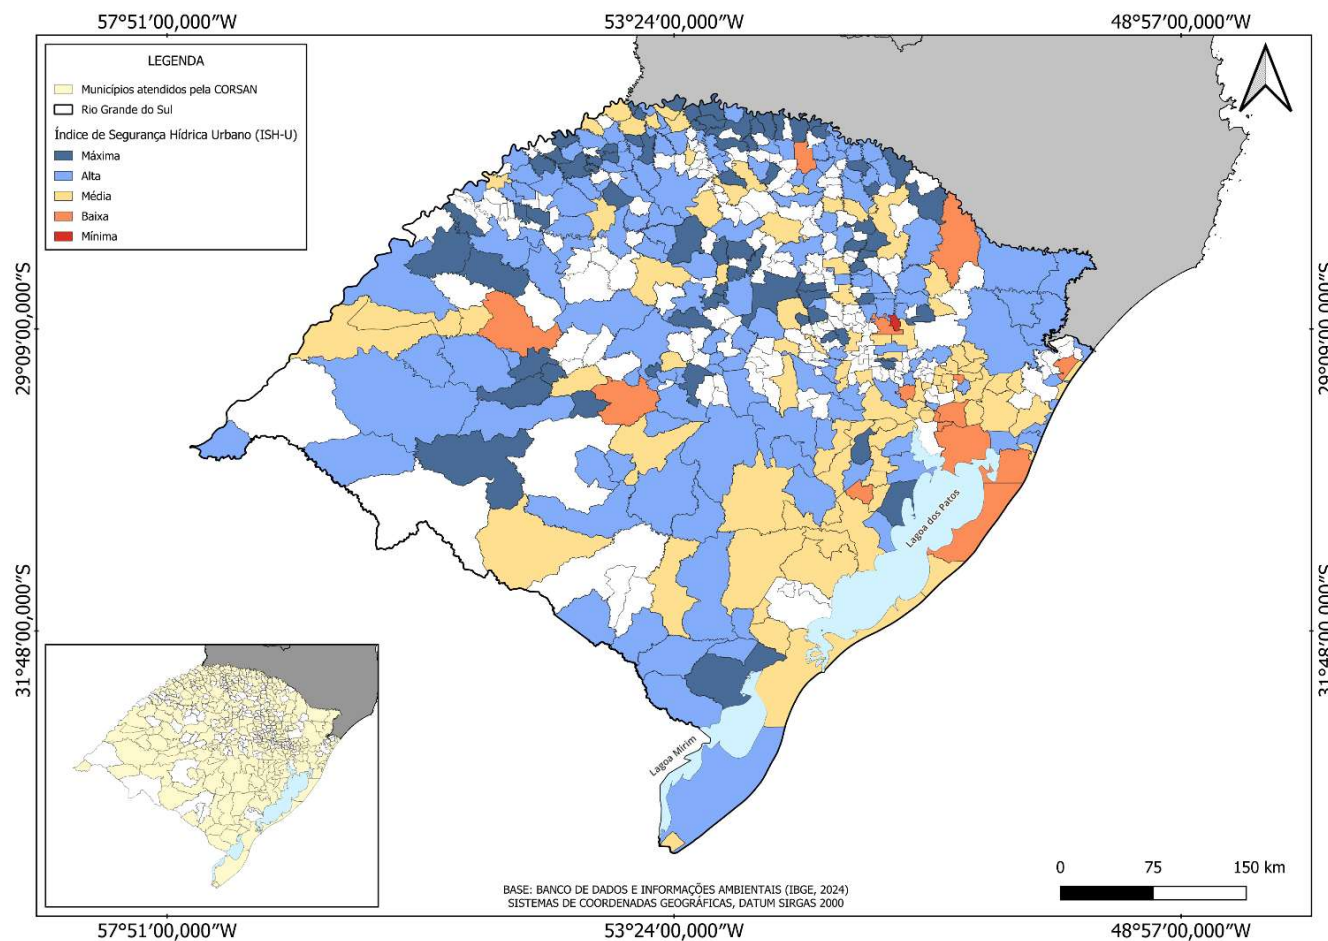 57°51′00,000″W
53°24′00,000″W
48°57′00,000″W
LEGENDA
Municípios atendidos pela CORSAN
Rio Grande do Sul
Índice de Segurança Hídrica Urbano (ISH-U)
Máxima
Alta
Média
Baixa
Mínima
29°09′00,000″S
29°09′00,000″S
Lagoa dos Patos
31°48′00,000″S
31°48′00,000″S
Lagoa Mirim
0 75 150 km
BASE: BANCO DE DADOS E INFORMAÇÕES AMBIENTAIS (IBGE, 2024)
SISTEMAS DE COORDENADAS GEOGRÁFICAS, DATUM SIRGAS 2000
57°51′00,000″W
53°24′00,000″W
48°57′00,000″W